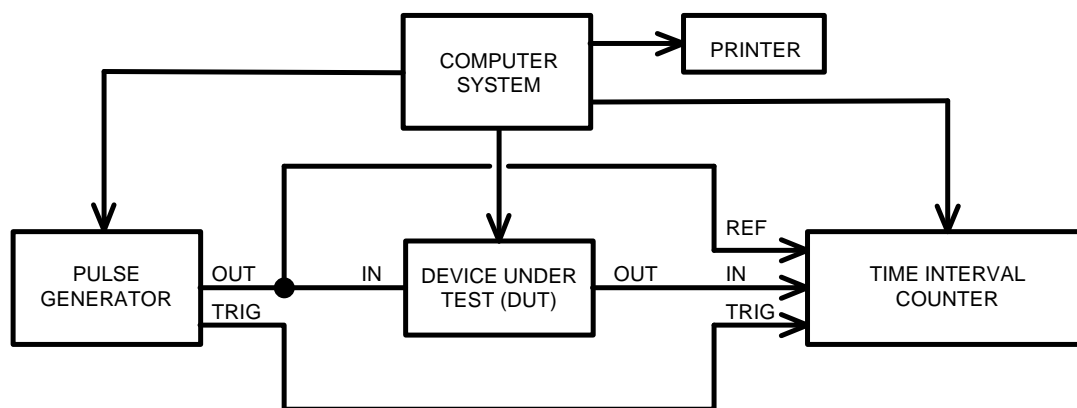 COMPUTER
SYSTEM
PRINTER
REF
PULSE
GENERATOR
OUT
TRIG
IN
DEVICE UNDER
TEST (DUT)
OUT
IN
TRIG
TIME INTERVAL
COUNTER